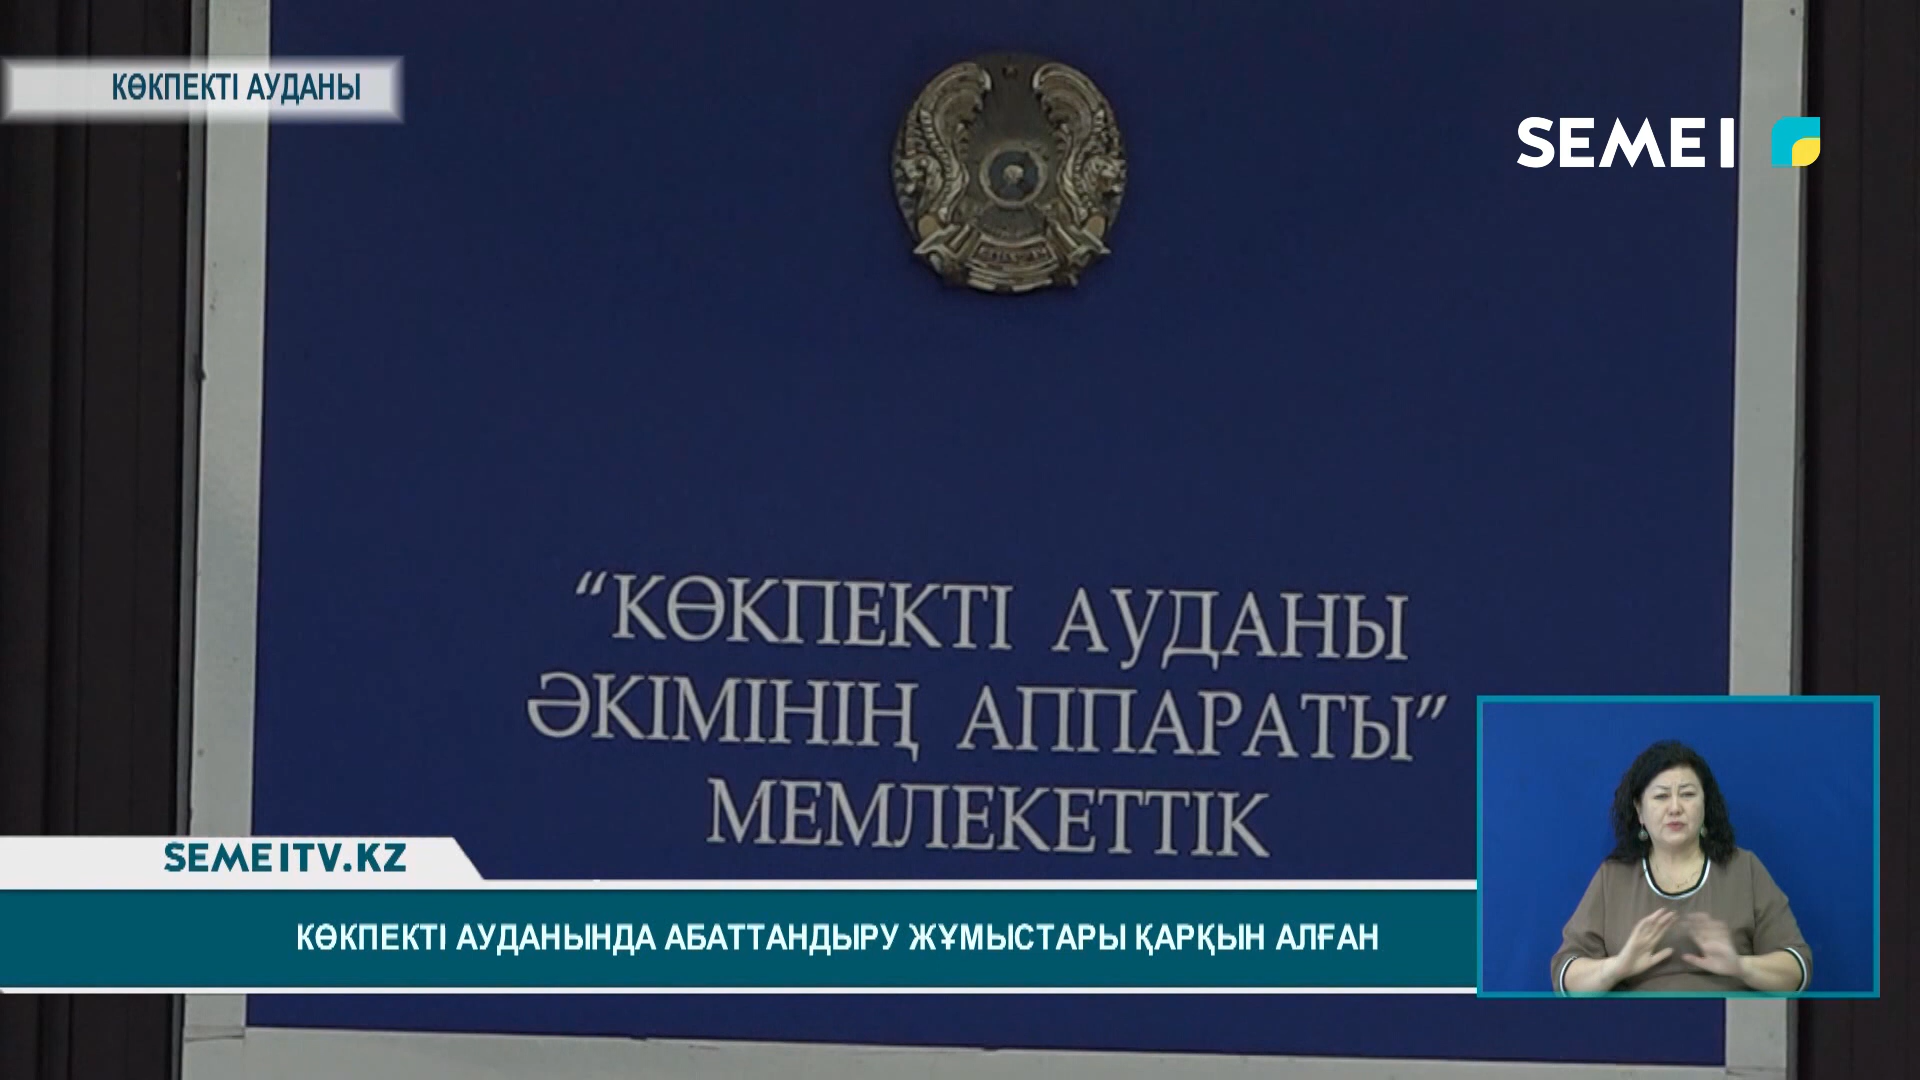 КӨКПЕКТІ АУДАНЫ
SEMEI
“КӨКПЕКТІ АУДАНЫ
ӘКІМІНІҢ АППАРАТЫ”
МЕМЛЕКЕТТІК
SEMEITV.KZ
КӨКПЕКТІ АУДАНЫНДА АБАТТАНДЫРУ ЖҰМЫСТАРЫ ҚАРҚЫН АЛҒАН